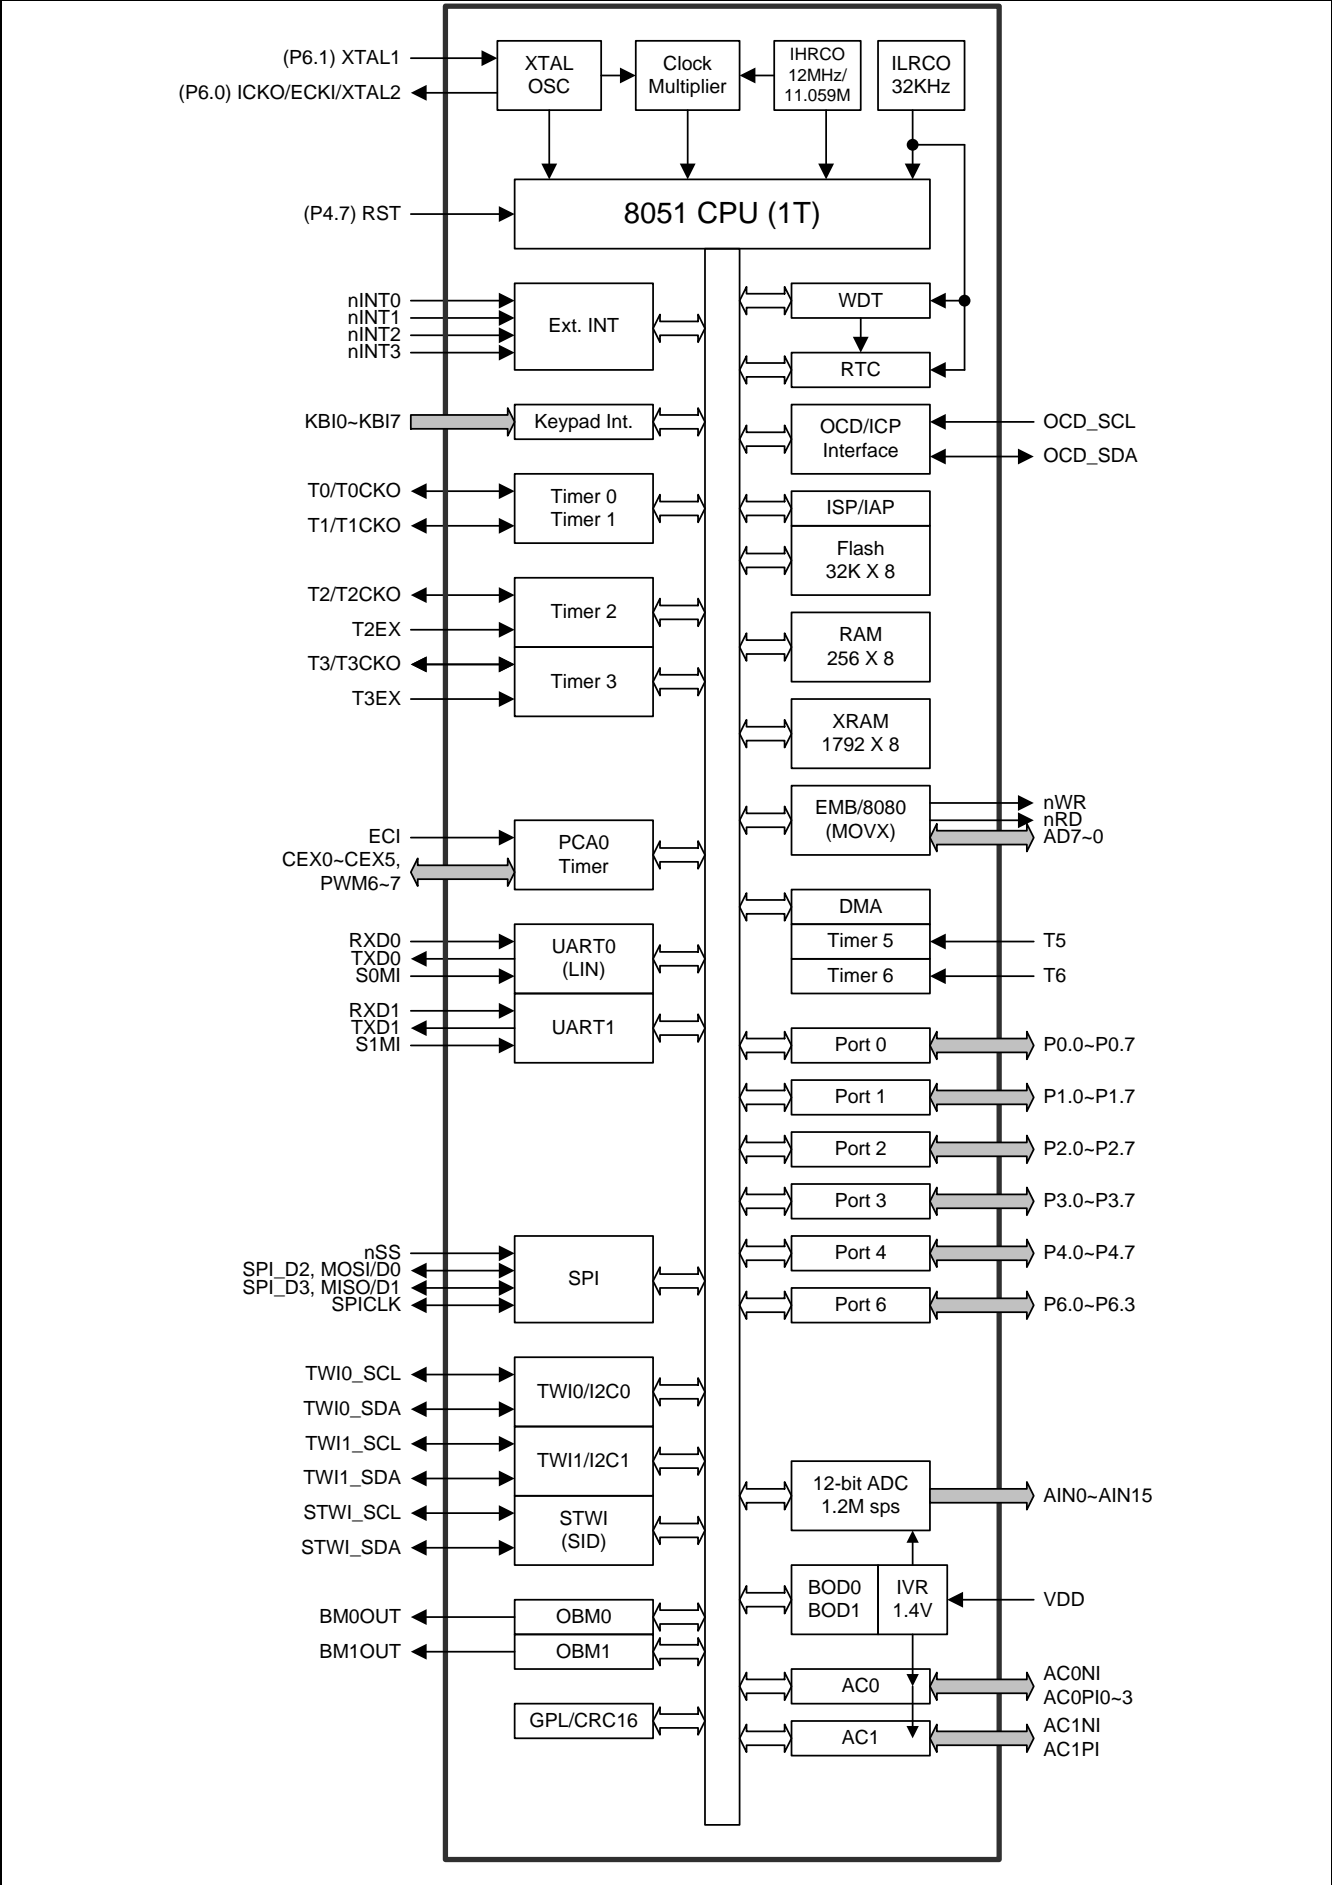 (P6.1) XTAL1
(P6.0) ICKO/ECKI/XTAL2
XTAL
OSC
Clock
Multiplier
IHRCO
12MHz/
11.059M
ILRCO
32KHz
(P4.7) RST
8051 CPU (1T)
nINT0
nINT1
nINT2
nINT3
Ext. INT
WDT
RTC
KBI0~KBI7
Keypad Int.
OCD/ICP
Interface
OCD_SCL
OCD_SDA
T0/T0CKO
T1/T1CKO
Timer 0
Timer 1
ISP/IAP
Flash
32K X 8
T2/T2CKO
T2EX
Timer 2
RAM
256 X 8
T3/T3CKO
T3EX
Timer 3
XRAM
1792 X 8
EMB/8080
(MOVX)
nWR
nRD
AD7~0
ECI
CEX0~CEX5,
PWM6~7
PCA0
Timer
DMA
Timer 5
T5
Timer 6
T6
RXD0
TXD0
S0MI
UART0
(LIN)
RXD1
TXD1
S1MI
UART1
Port 0
P0.0~P0.7
Port 1
P1.0~P1.7
Port 2
P2.0~P2.7
Port 3
P3.0~P3.7
Port 4
P4.0~P4.7
Port 6
P6.0~P6.3
nSS
SPI_D2, MOSI/D0
SPI_D3, MISO/D1
SPICLK
SPI
TWI0_SCL
TWI0_SDA
TWI0/I2C0
TWI1_SCL
TWI1_SDA
TWI1/I2C1
STWI_SCL
STWI_SDA
STWI
(SID)
12-bit ADC
1.2M sps
AIN0~AIN15
BOD0
BOD1
IVR
1.4V
VDD
BM0OUT
OBM0
BM1OUT
OBM1
GPL/CRC16
AC0
AC0NI
AC0PI0~3
AC1
AC1NI
AC1PI